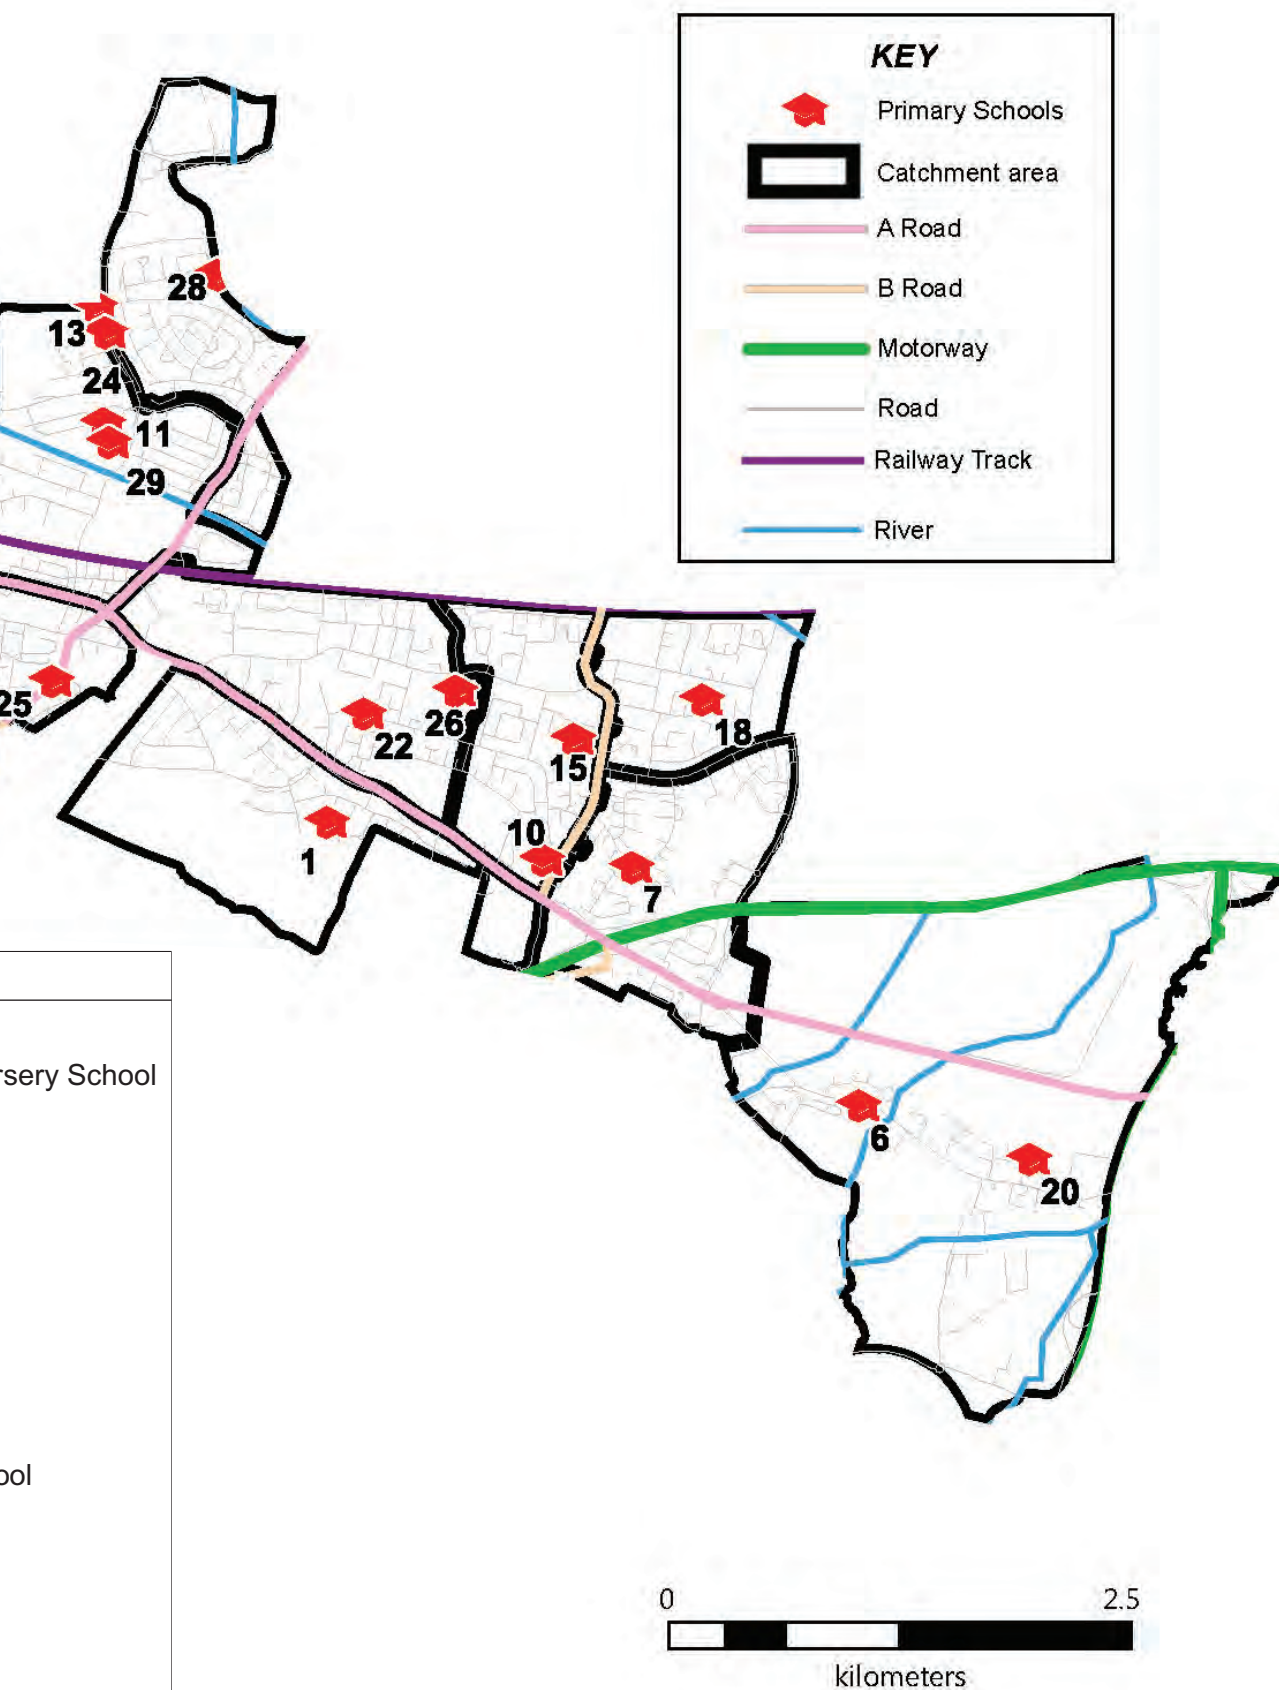 KEY
Primary Schools
Catchment area
A Road
B Road
Motorway
Road
Railway Track
River
28
13
24
11
29
25
22
26
15
18
10
1
7
6
20
rsery School
ool
0 2.5
kilometers